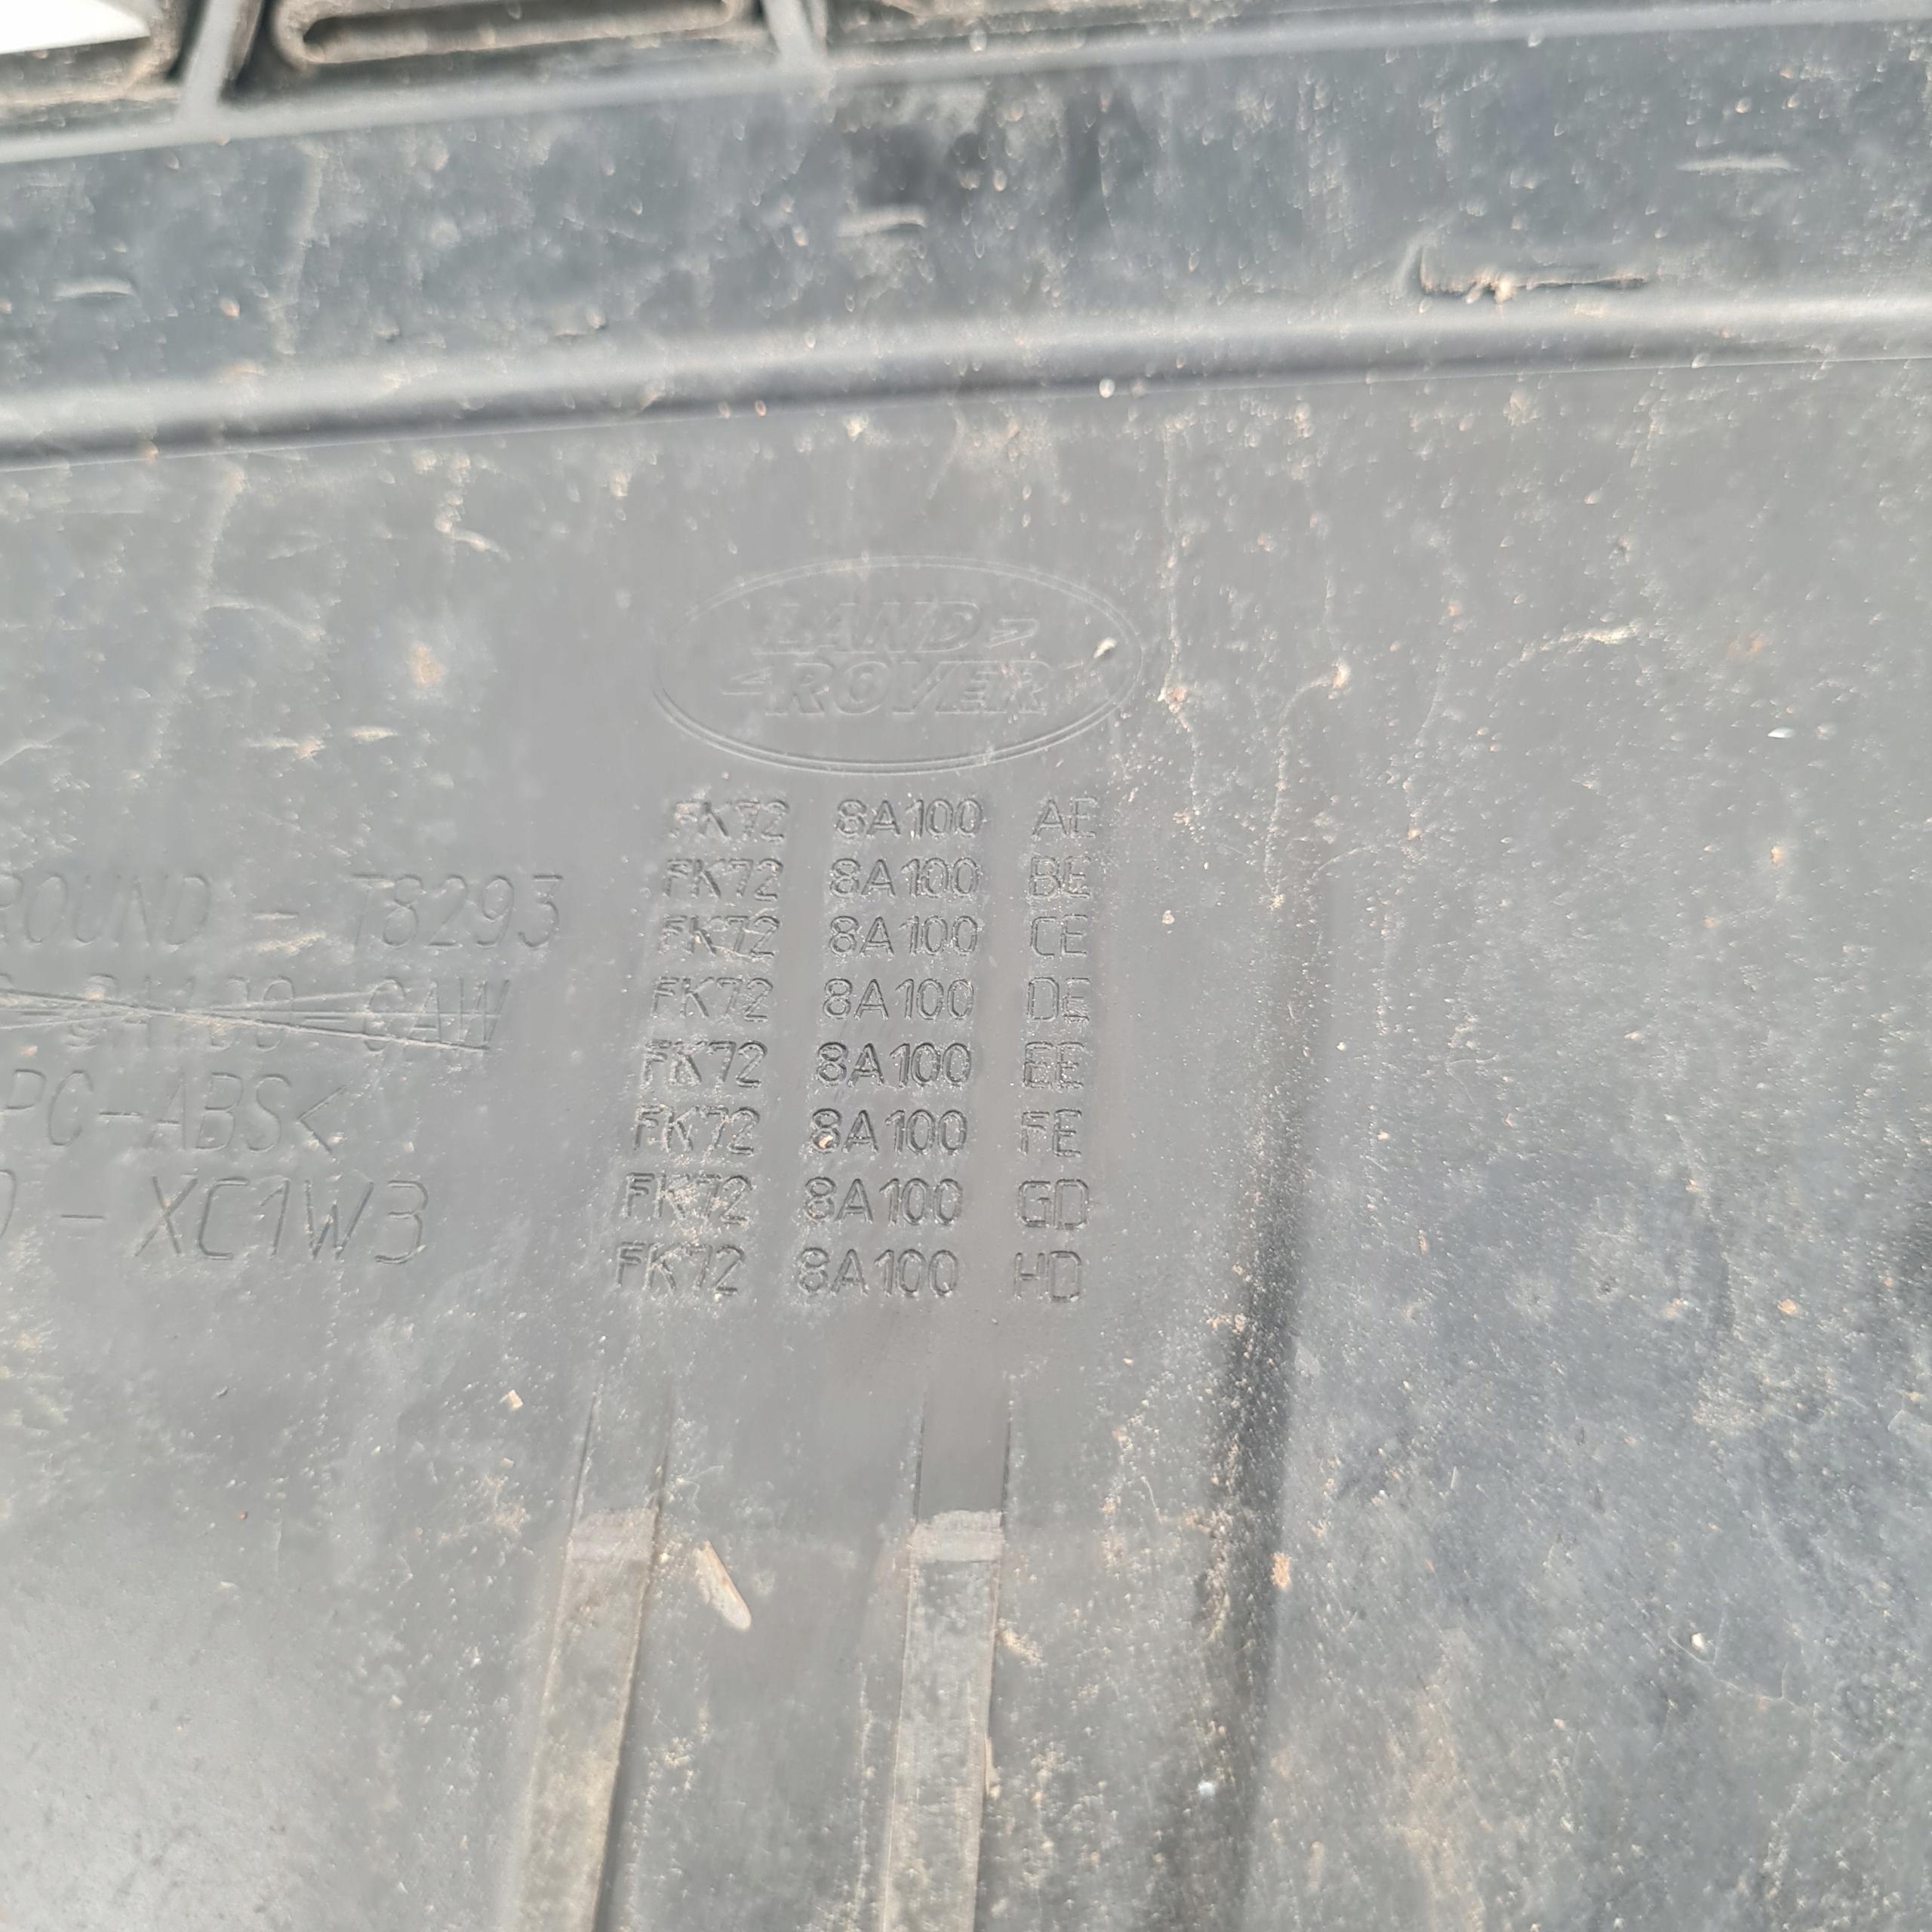 LAND
ROVER
FK72 8A100 AE
FK72 8A100 BE
FK72 8A100 CE
FK72 8A100 DE
FK72 8A100 EE
FK72 8A100 FE
FK72 8A100 GD
FK72 8A100 HD
ROUND - T8293
PC-ABS<
- XC1W3